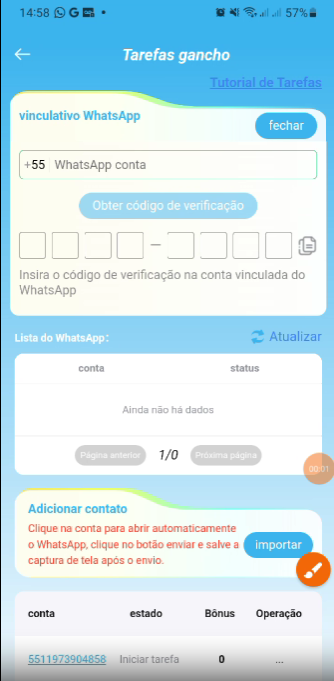 14:58 57%
Tarefas gancho
Tutorial de Tarefas
vinculativo WhatsApp
fechar
+55 WhatsApp conta
Obter código de verificação
Insira o código de verificação na conta vinculada do
WhatsApp
Lista do WhatsApp: Atualizar
conta status
Ainda não há dados
Página anterior 1/0 Próxima página
00:01
Adicionar contato
Clique na conta para abrir automaticamente
o WhatsApp, clique no botão enviar e salve a
captura de tela após o envio.
importar
conta estado Bônus Operação
5511973904858 Iniciar tarefa 0 ...